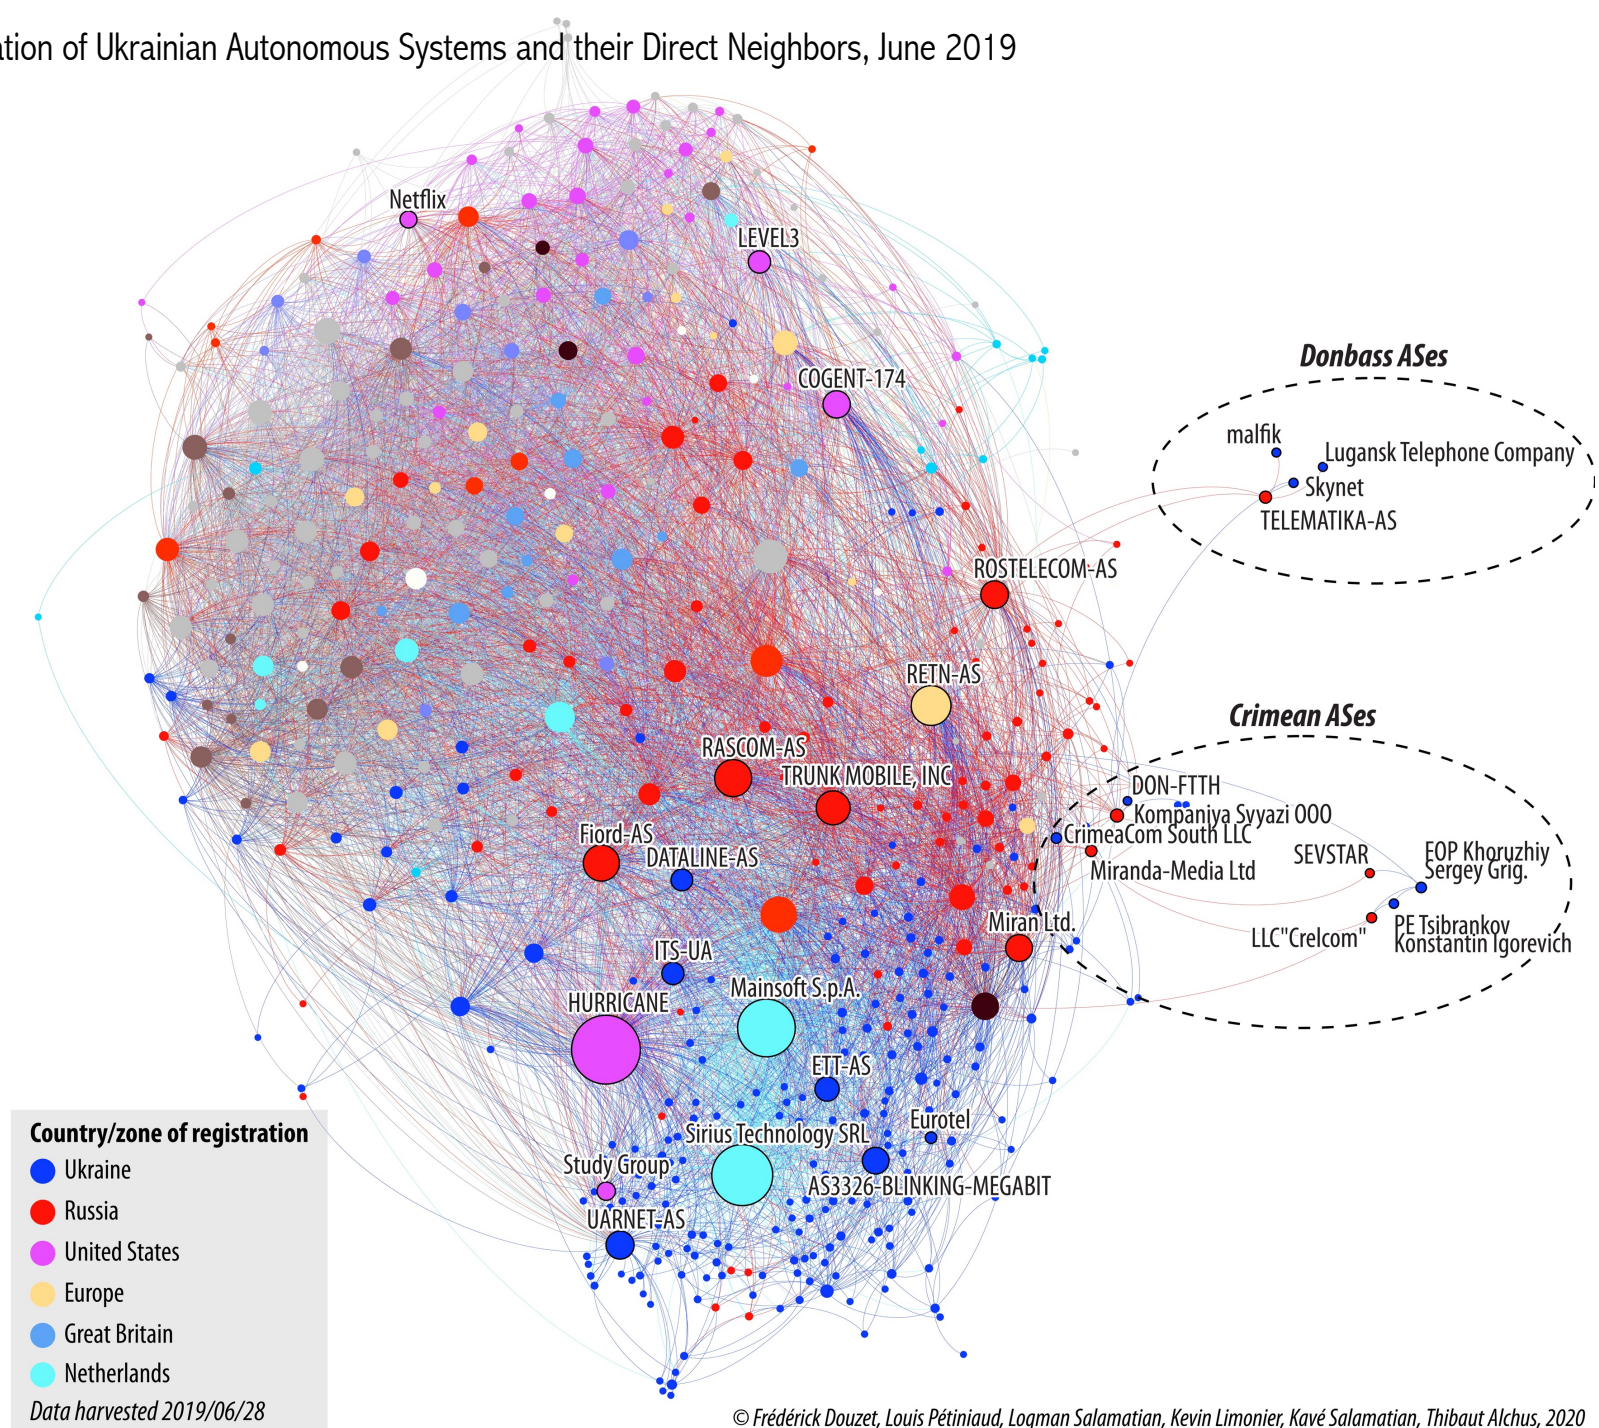 ation of Ukrainian Autonomous Systems and their Direct Neighbors, June 2019
Netflix
LEVEL3
COGENT-174
Donbass ASes
malfik
Lugansk Telephone Company
Skynet
TELEMATIKA-AS
ROSTELECOM-AS
RETN-AS
Crimean ASes
RASCOM-AS
TRUNK MOBILE, INC
DON-FTTH
Kompaniya Svyazi OOO
CrimeaCom South LLC
Miranda-Media Ltd
SEVSTAR
FOP Khoruzhiy
Sergey Grig.
LLC"Crelcom"
PE Tsibrankov
Konstantin Igorevich
Fiord-AS
DATALINE-AS
Miran Ltd.
ITS-UA
Mainsoft S.p.A.
HURRICANE
ETT-AS
Eurotel
Sirius Technology SRL
Study Group
AS3326-BLINKING-MEGABIT
UARNET-AS
Country/zone of registration
Ukraine
Russia
United States
Europe
Great Britain
Netherlands
Data harvested 2019/06/28
© Frédérick Douzet, Louis Pétiniaud, Loqman Salamatian, Kevin Limonier, Kavé Salamatian, Thibaut Alchus, 2020